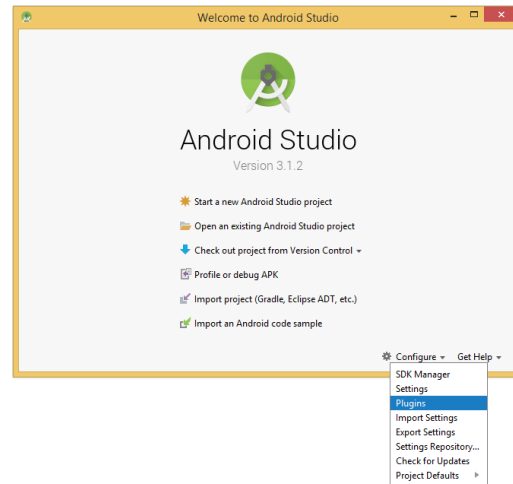 Welcome to Android Studio
Android Studio
Version 3.1.2
Start a new Android Studio project
Open an existing Android Studio project
Check out project from Version Control
Profile or debug APK
Import project (Gradle, Eclipse ADT, etc.)
Import an Android code sample
Configure Get Help
SDK Manager
Settings
Plugins
Import Settings
Export Settings
Settings Repository...
Check for Updates
Project Defaults